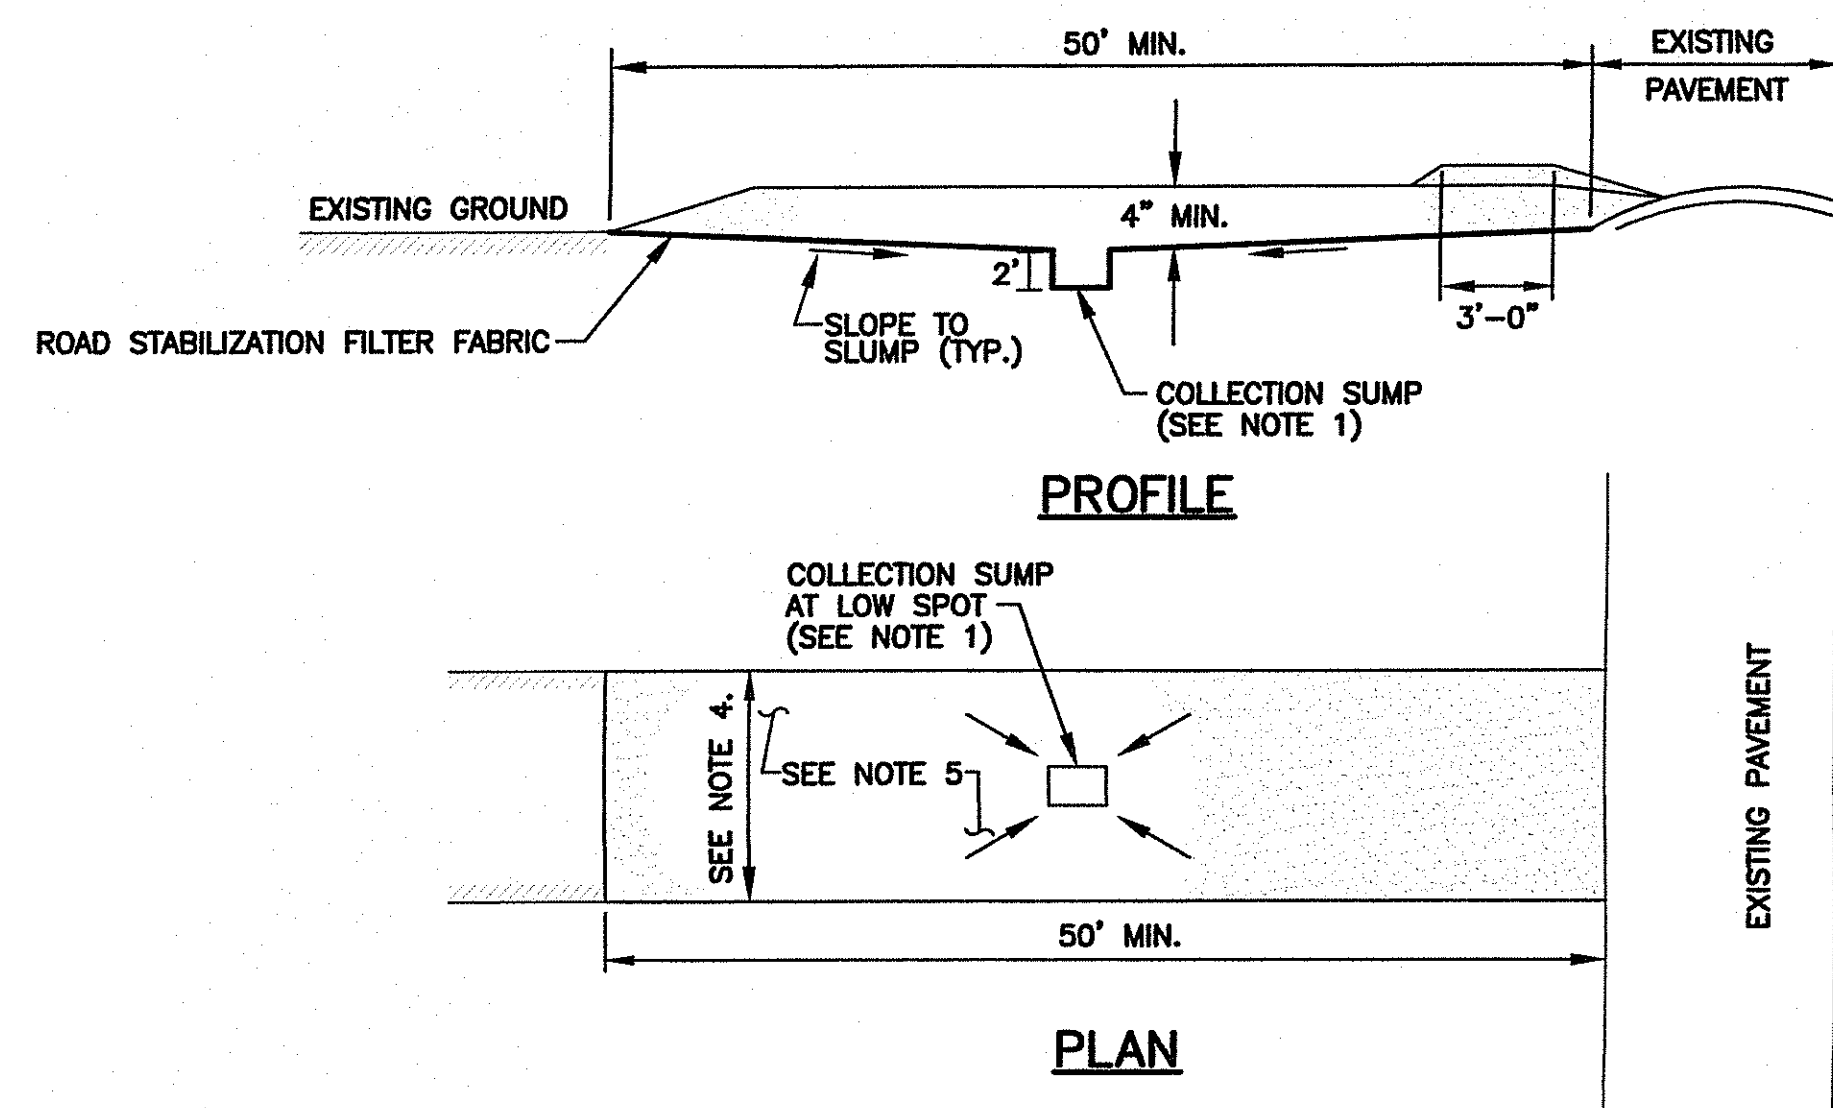 50' MIN.
EXISTING
PAVEMENT
EXISTING GROUND
4" MIN.
2'
3'-0"
ROAD STABILIZATION FILTER FABRIC
SLOPE TO
SLUMP (TYP.)
COLLECTION SUMP
(SEE NOTE 1)
PROFILE
COLLECTION SUMP
AT LOW SPOT
(SEE NOTE 1)
SEE NOTE 4.
SEE NOTE 5
EXISTING PAVEMENT
50' MIN.
PLAN